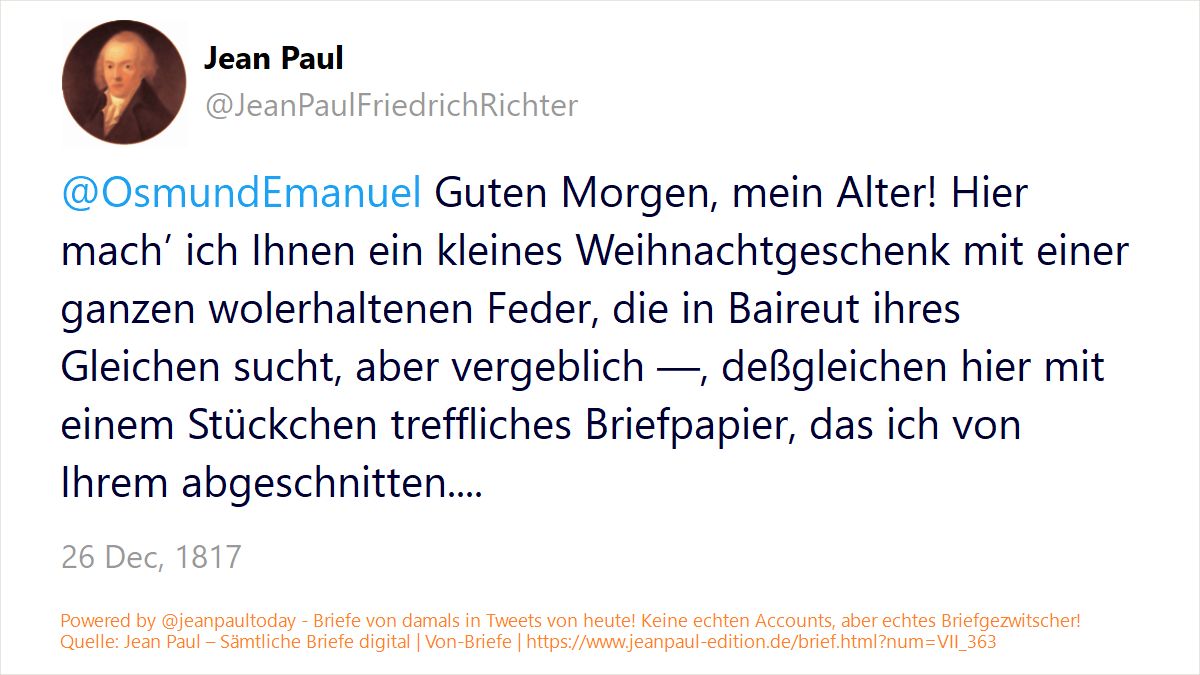 Jean Paul
@JeanPaulFriedrichRichter
@OsmundEmanuel Guten Morgen, mein Alter! Hier
mach’ ich Ihnen ein kleines Weihnachtgeschenk mit einer
ganzen wolerhaltenen Feder, die in Baireut ihres
Gleichen sucht, aber vergeblich —, deßgleichen hier mit
einem Stückchen treffliches Briefpapier, das ich von
Ihrem abgeschnitten....
26 Dec, 1817
Powered by @jeanpaultoday - Briefe von damals in Tweets von heute! Keine echten Accounts, aber echtes Briefgezwitscher!
Quelle: Jean Paul – Sämtliche Briefe digital | Von-Briefe | https://www.jeanpaul-edition.de/brief.html?num=VII_363